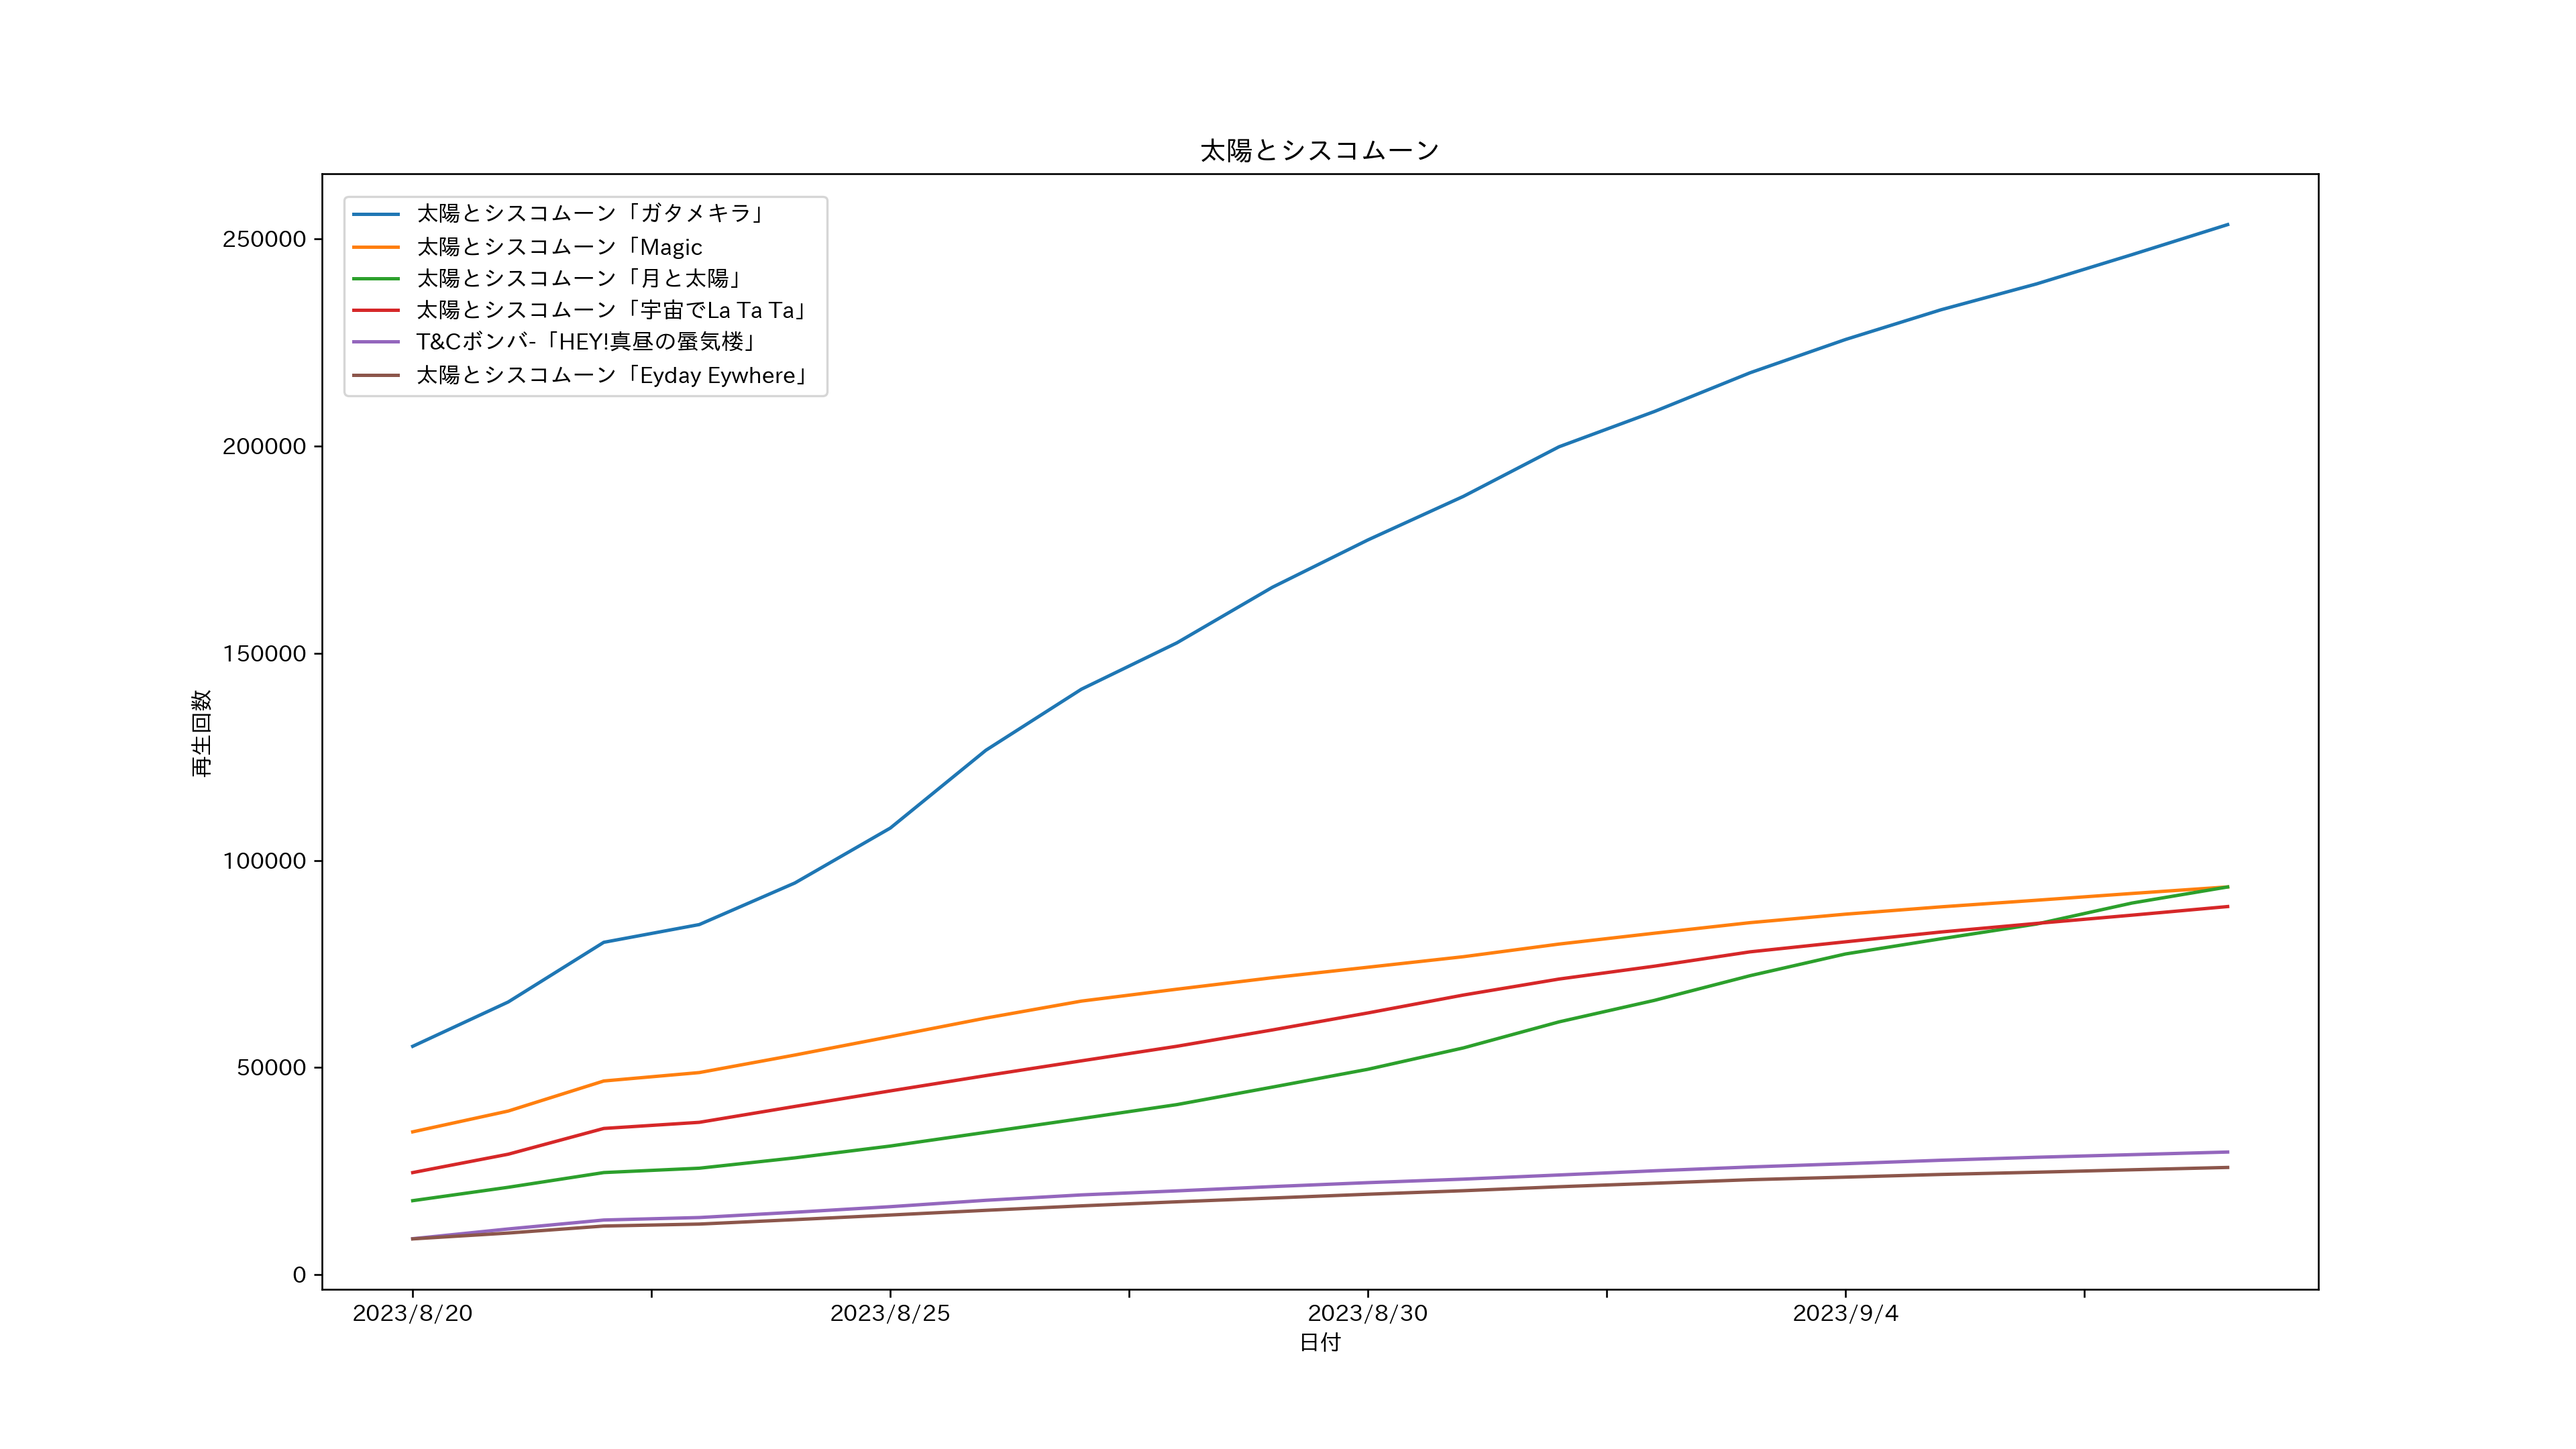 太陽とシスコムーン
太陽とシスコムーン「ガタメキラ」
太陽とシスコムーン「Magic
太陽とシスコムーン「月と太陽」
太陽とシスコムーン「宇宙でLa Ta Ta」
T&Cボンバ-「HEY!真昼の蜃気楼」
太陽とシスコムーン「Eyday Eywhere」
250000
200000
150000
100000
50000
0
再生回数
2023/8/20
2023/8/25
2023/8/30
2023/9/4
日付